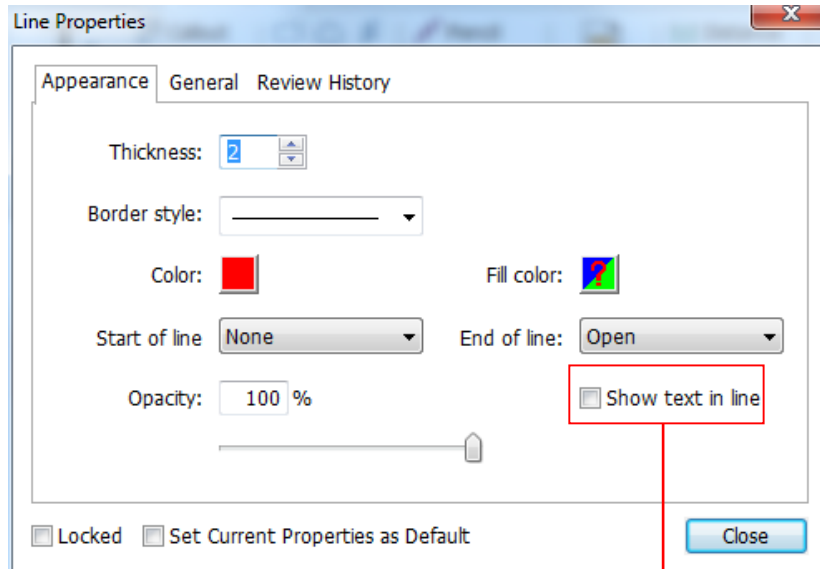 Line Properties
Appearance General Review History
Thickness: 2
Border style:
Color: Fill color: ?
Start of line None End of line: Open
Opacity: 100 % Show text in line
Locked Set Current Properties as Default Close